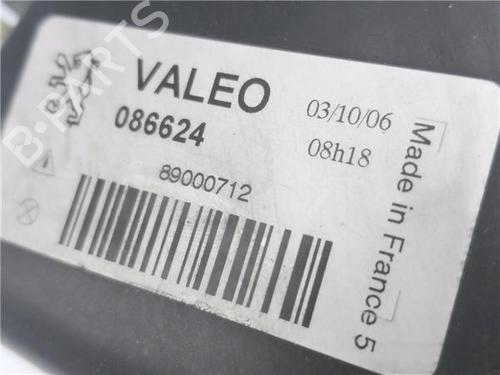 VALEO
086624
89000712
03/10/06
08h18
Made in France 5
B-PARTS